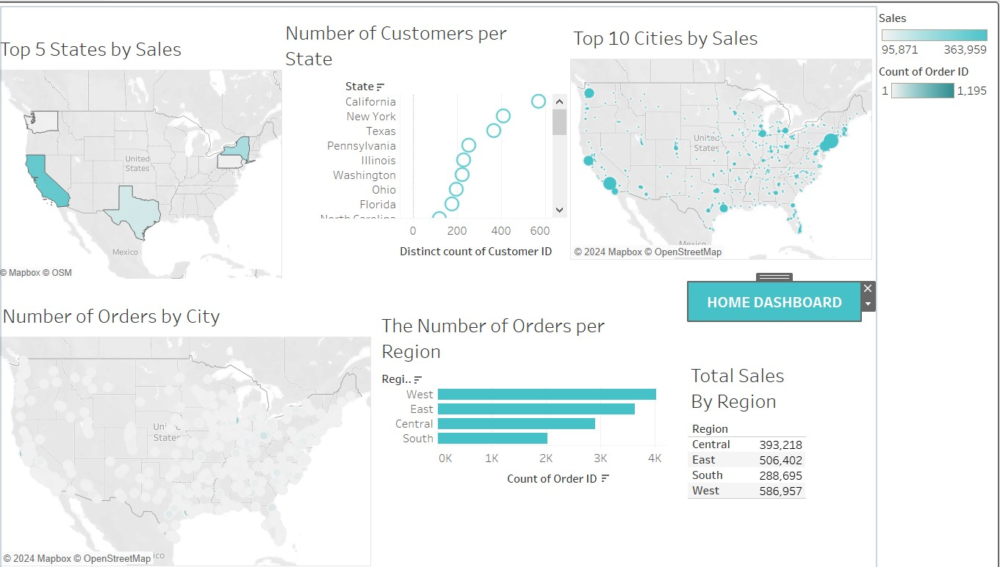 Top 5 States by Sales
United
States
Mexico
© Mapbox © OSM
Number of Customers per
State
State
California
New York
Texas
Pennsylvania
Illinois
Washington
Ohio
Florida
North Carolina
0 200 400 600
Distinct count of Customer ID
Top 10 Cities by Sales
United
States
Mexico
© 2024 Mapbox © OpenStreetMap
Sales
95,871 363,959
Count of Order ID
1 1,195
HOME DASHBOARD
Number of Orders by City
States
© 2024 Mapbox © OpenStreetMap
The Number of Orders per
Region
Regi..
West
East
Central
South
0K 1K 2K 3K 4K
Count of Order ID
Total Sales
By Region
Region
Central 393,218
East 506,402
South 288,695
West 586,957